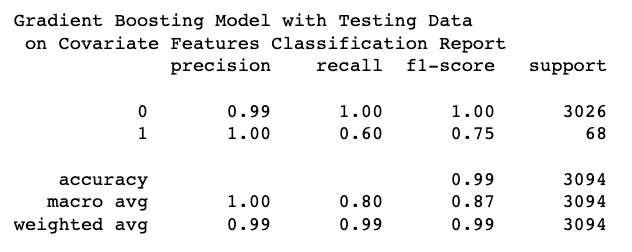 Gradient Boosting Model with Testing Data
on Covariate Features Classification Report
precision recall f1-score support
0 0.99 1.00 1.00 3026
1 1.00 0.60 0.75 68
accuracy 0.99 3094
macro avg 1.00 0.80 0.87 3094
weighted avg 0.99 0.99 0.99 3094